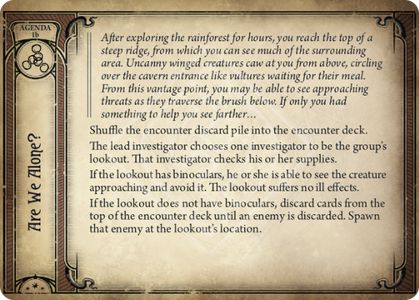 AGENDA
1b
Are We Alone?
After exploring the rainforest for hours, you reach the top of a
steep ridge, from which you can see much of the surrounding
area. Uncanny winged creatures caw at you from above, circling
over the cavern entrance like vultures waiting for their meal.
From this vantage point, you may be able to see approaching
threats as they traverse the brush below. If only you had
something to help you see farther…
Shuffle the encounter discard pile into the encounter deck.
The lead investigator chooses one investigator to be the group's
lookout. That investigator checks his or her supplies.
If the lookout has binoculars, he or she is able to see the creature
approaching and avoid it. The lookout suffers no ill effects.
If the lookout does not have binoculars, discard cards from the
top of the encounter deck until an enemy is discarded. Spawn
that enemy at the lookout's location.